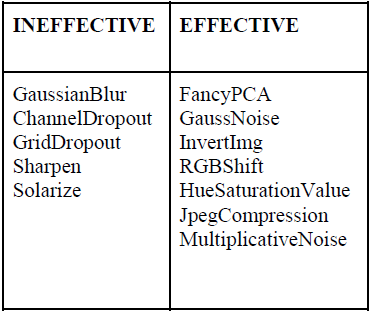 INEFFECTIVE EFFECTIVE
GaussianBlur FancyPCA
ChannelDropout GaussNoise
GridDropout InvertImg
Sharpen RGBShift
Solarize HueSaturationValue
JpegCompression
MultiplicativeNoise